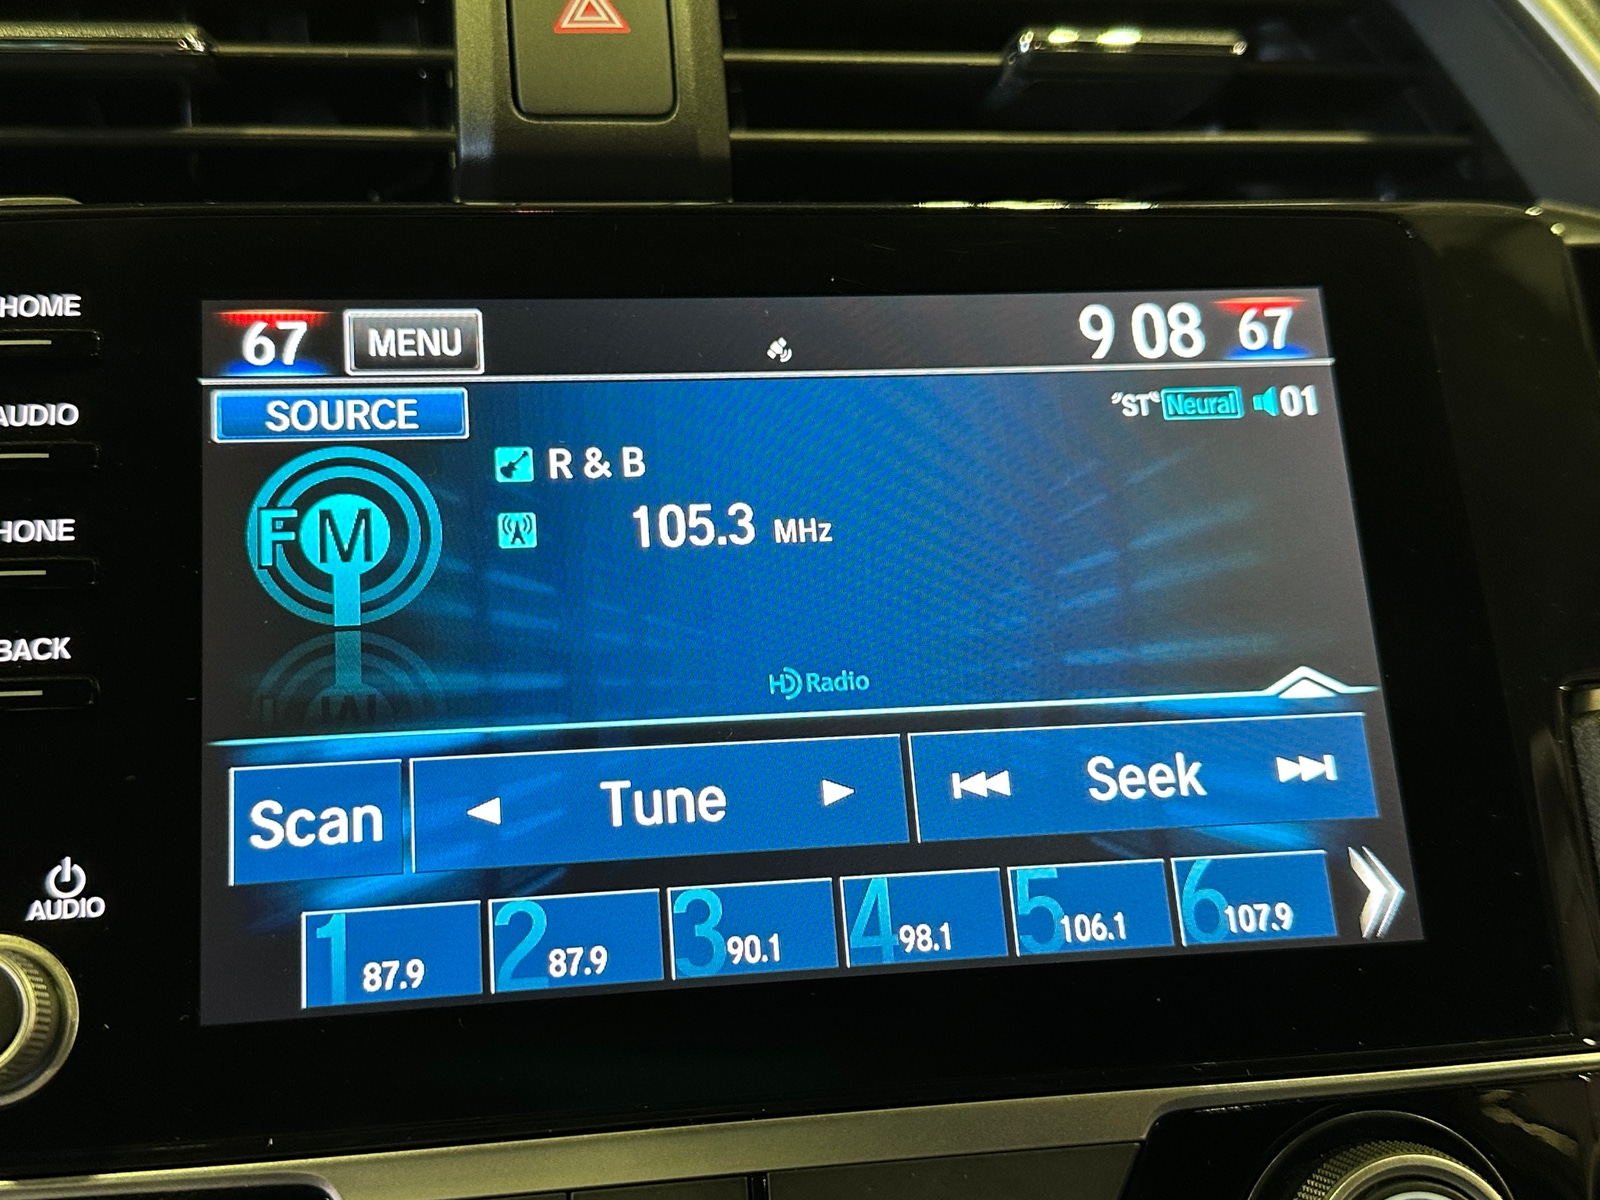 HOME
AUDIO
HONE
BACK
AUDIO
67 MENU 9 08 67
SOURCE
"ST" Neural 01
FM
R & B
105.3 MHz
HD Radio
Scan Tune Seek
1 87.9
2 87.9
3 90.1
4 98.1
5 106.1
6 107.9